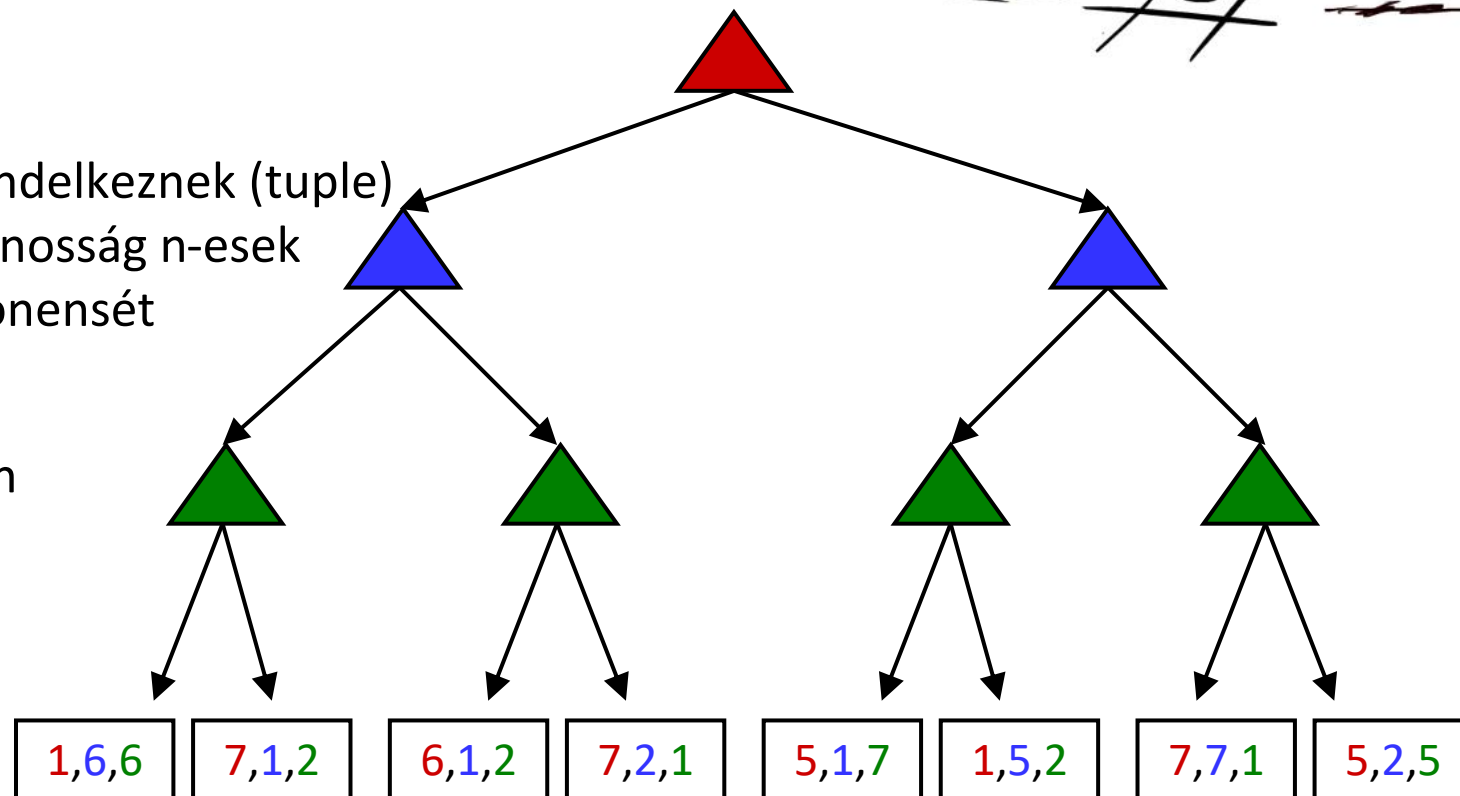 ndelkeznek (tuple)
nosság n-esek
onensét
n
1,6,6 7,1,2 6,1,2 7,2,1 5,1,7 1,5,2 7,7,1 5,2,5